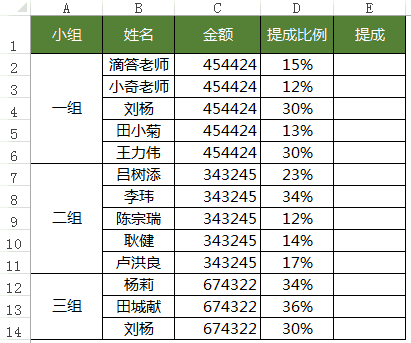 A B C D E
1 小组 姓名 金额 提成比例 提成
2 滴答老师 454424 15%
3 小奇老师 454424 12%
4 一组 刘杨 454424 30%
5 田小菊 454424 13%
6 王力伟 454424 30%
7 吕树添 343245 23%
8 李玮 343245 34%
9 二组 陈宗瑞 343245 12%
10 耿健 343245 14%
11 卢洪良 343245 17%
12 杨莉 674322 34%
13 三组 田城献 674322 36%
14 刘杨 674322 30%